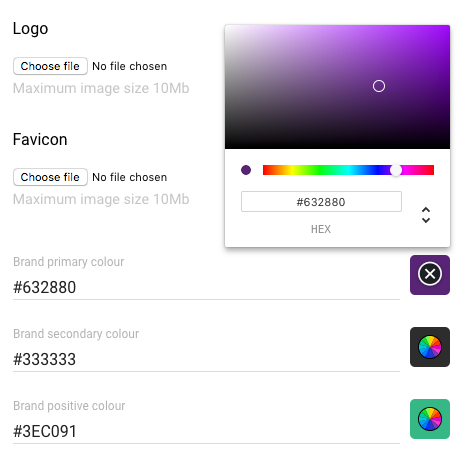 Logo
Choose file No file chosen
Maximum image size 10Mb
Favicon
Choose file No file chosen
Maximum image size 10Mb
#632880
HEX
Brand primary colour
#632880
Brand secondary colour
#333333
Brand positive colour
#3EC091